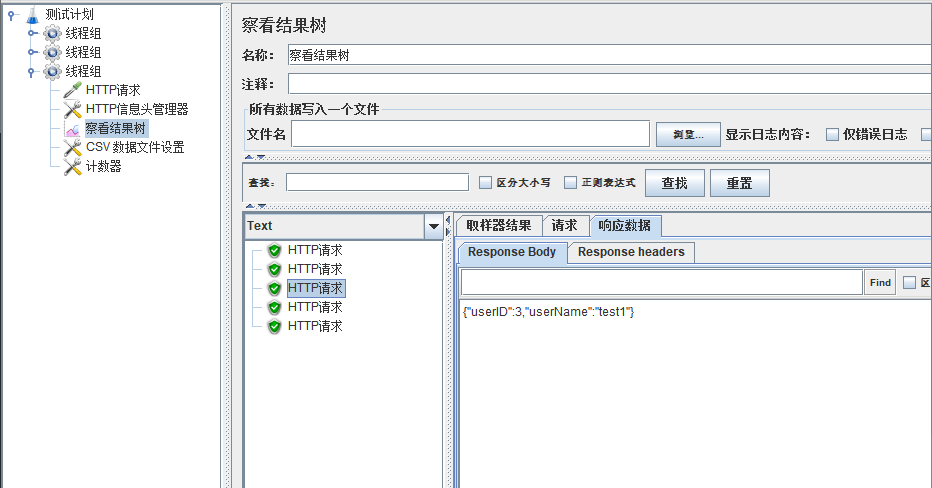 测试计划
线程组
线程组
线程组
HTTP请求
HTTP信息头管理器
察看结果树
CSV 数据文件设置
计数器
察看结果树
名称： 察看结果树
注释：
所有数据写入一个文件
文件名 浏览... 显示日志内容： 仅错误日志
查找： 区分大小写 正则表达式 查找 重置
Text
HTTP请求
HTTP请求
HTTP请求
HTTP请求
HTTP请求
取样器结果 请求 响应数据
Response Body Response headers
Find 区
{"userID":3,"userName":"test1"}